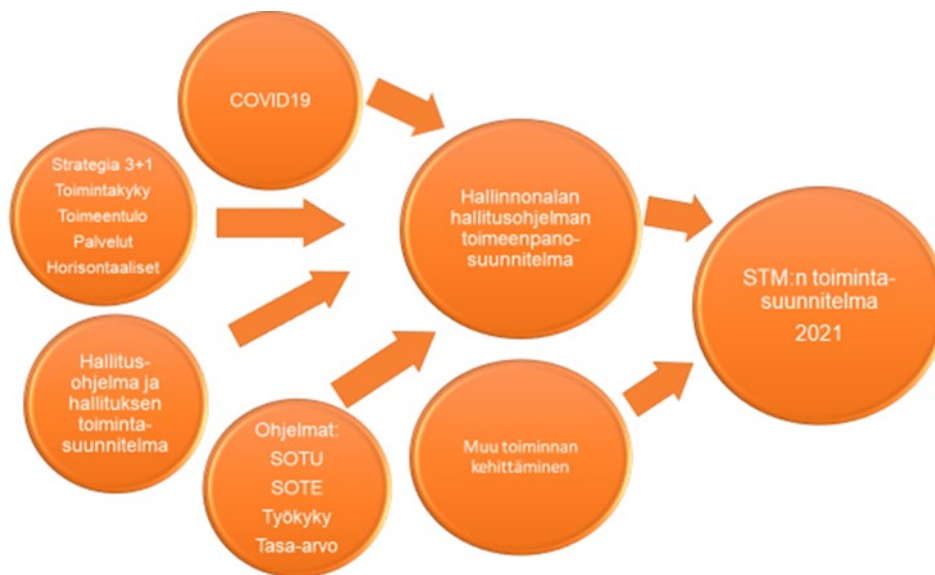 COVID19
Strategia 3+1
Toimintakyky
Toimeentulo
Palvelut
Horisontaaliset
Hallitus-
ohjelma ja
hallituksen
toiminta-
suunnitelma
Ohjelmat:
SOTU
SOTE
Työkyky
Tasa-arvo
Hallinnonalan
hallitusohjelman
toimeenpano-
suunnitelma
Muu toiminnan
kehittäminen
STM:n toiminta-
suunnitelma
2021